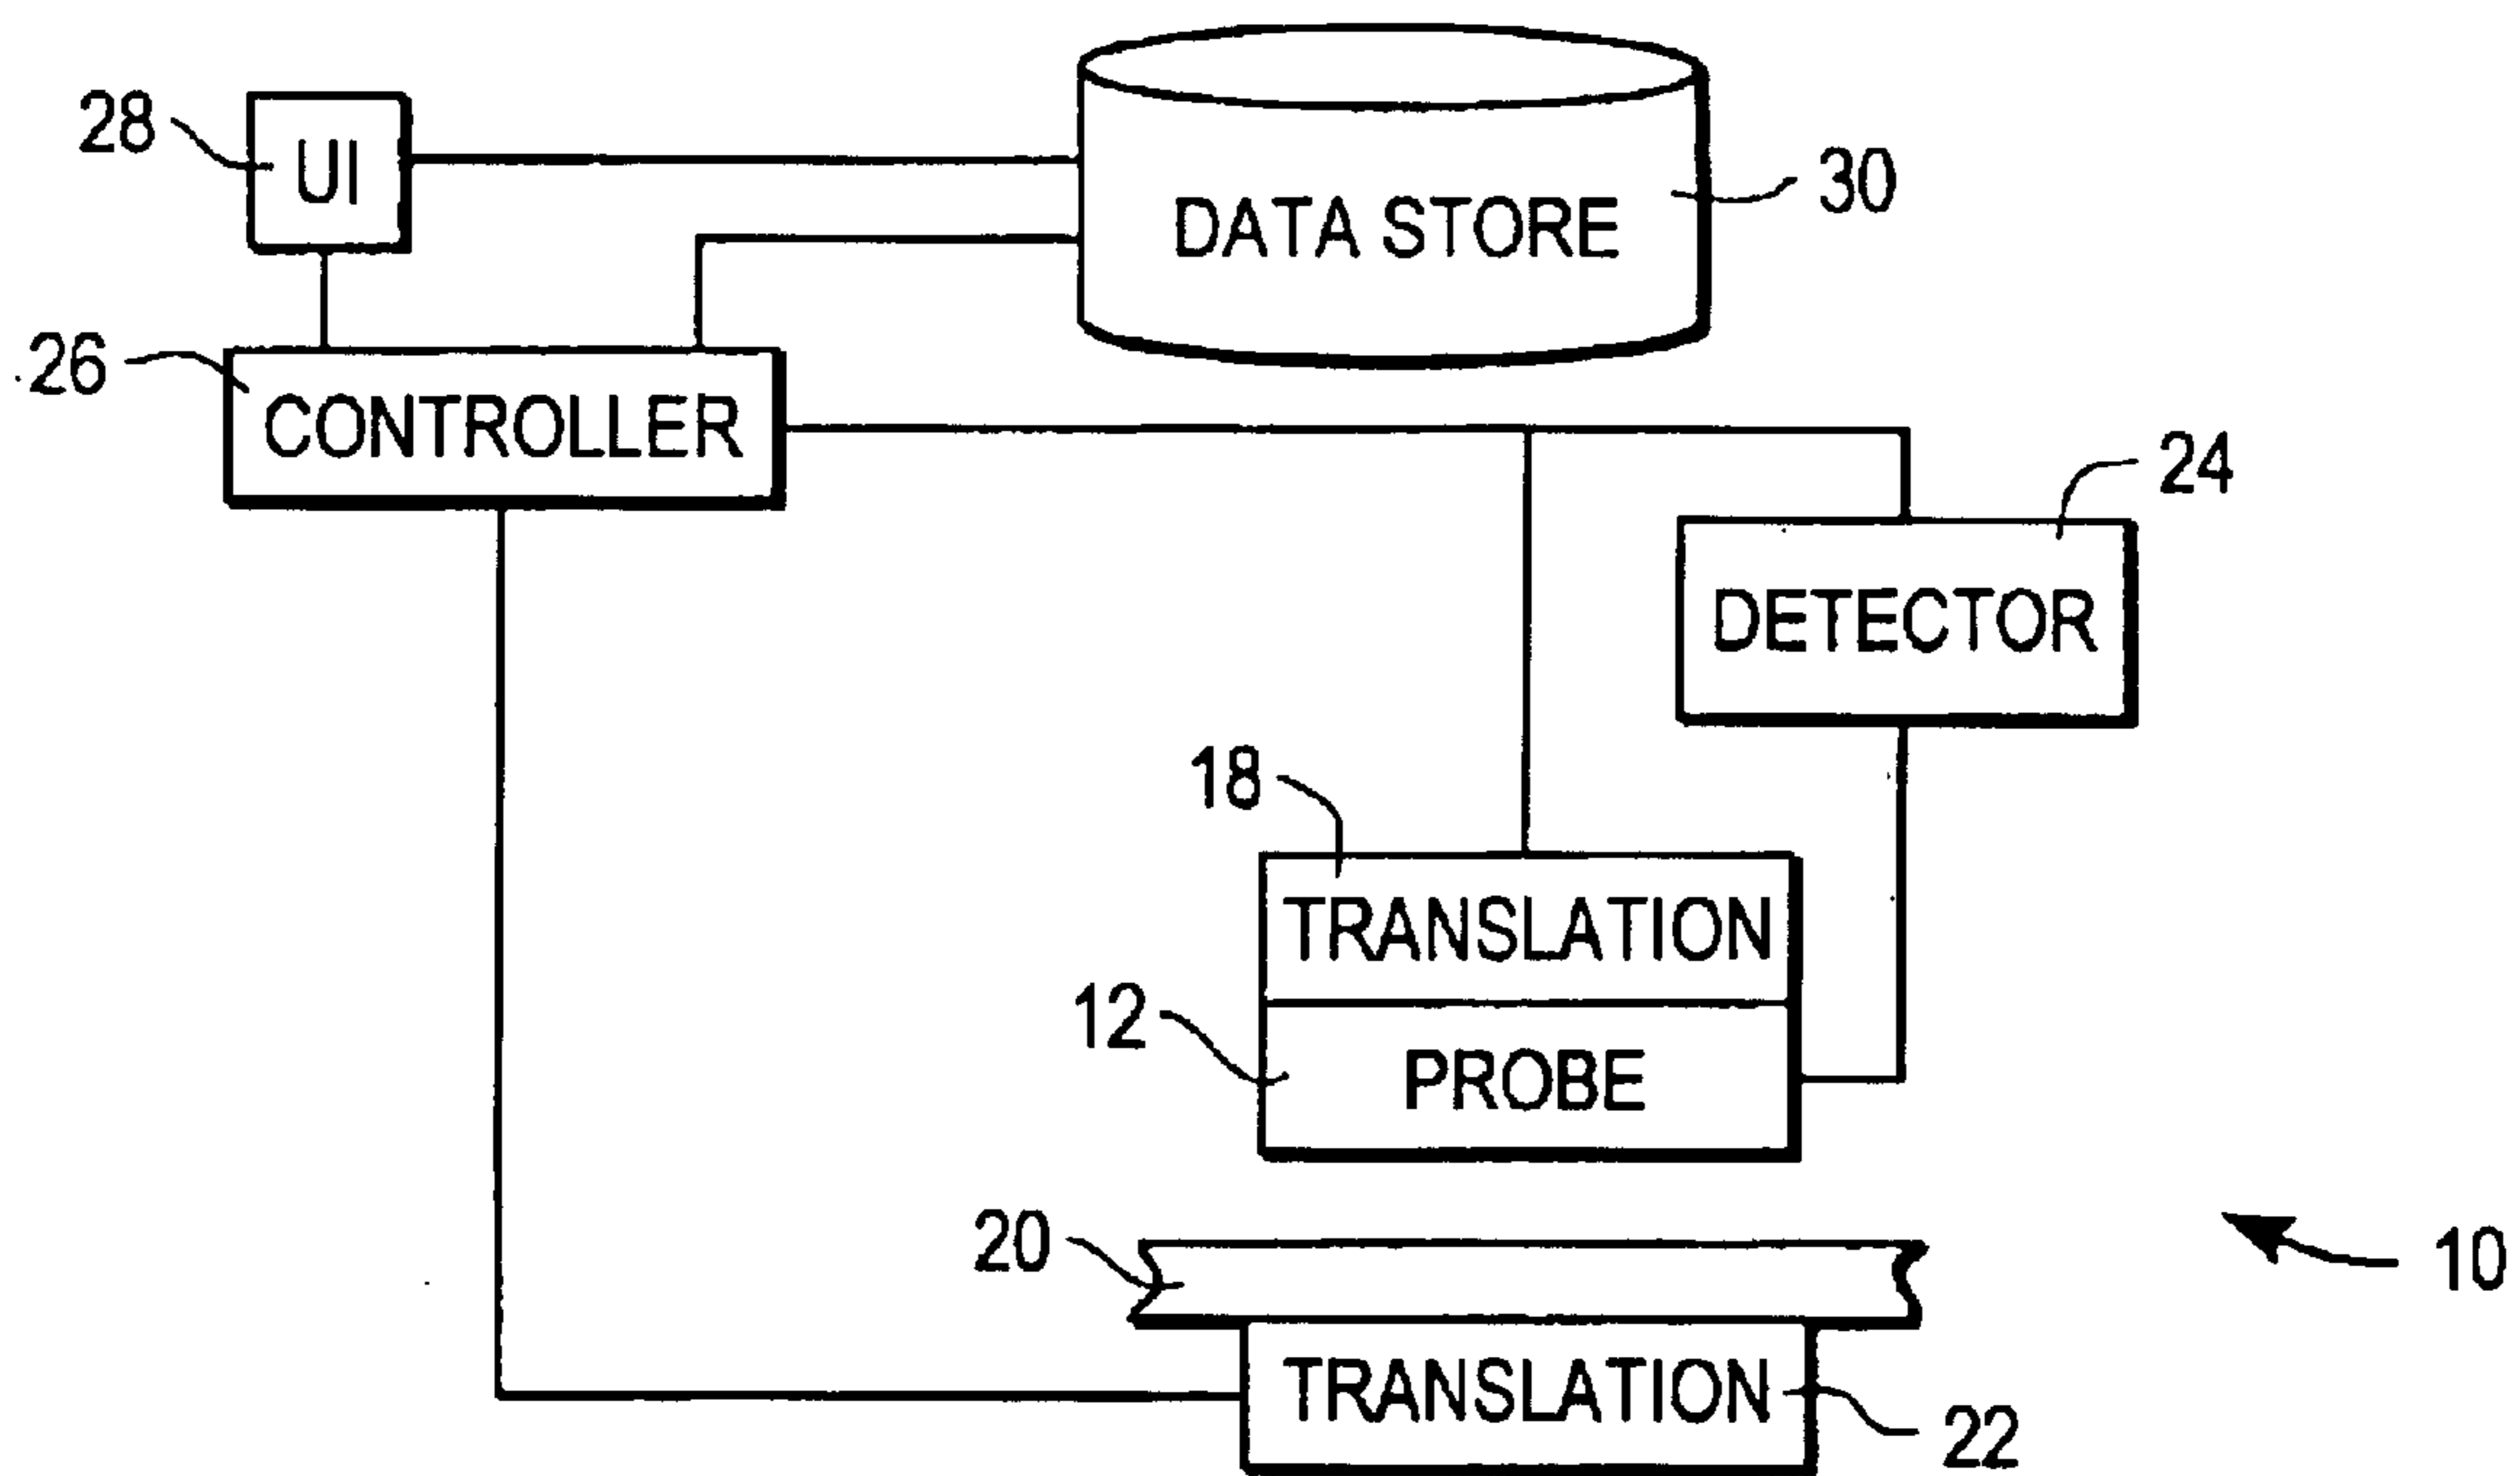 28
UI
DATA STORE
30
26
CONTROLLER
24
DETECTOR
18
TRANSLATION
12
PROBE
20
10
TRANSLATION
22